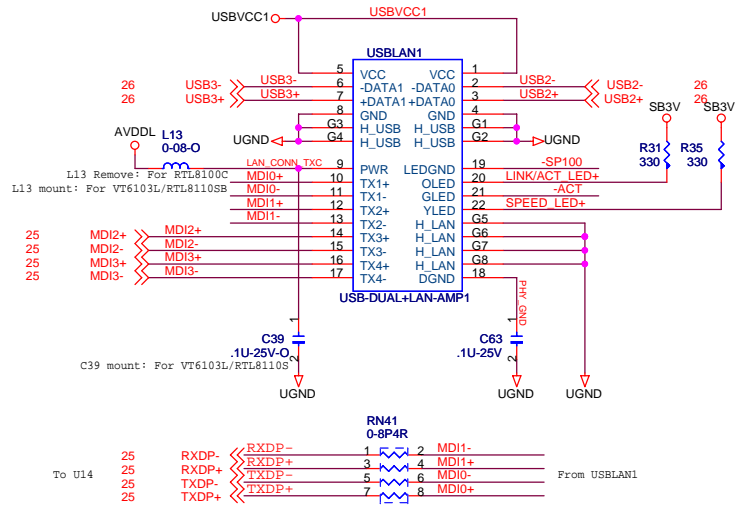 USBVCC1 USBVCC1
USBLAN1
5 VCC VCC 1
26 USB3- USB3- 6 -DATA1 -DATA0 2 USB2- USB2- 26
26 USB3+ USB3+ 7 +DATA1 +DATA0 3 USB2+ USB2+ 26
8 GND GND 4
G3 H_USB H_USB G1
UGND G4 H_USB H_USB G2 UGND
SB3V SB3V
AVDDL L13
0-08-O
R31 R35
330 330
LAN_CONN_TXC 9 PWR LEDGND 19 -SP100
L13 Remove: For RTL8100C
MDI0+ 10 TX1+ OLED 20 LINK/ACT_LED+
L13 mount: For VT6103L/RTL8110SB
MDI0- 11 TX1- GLED 21 -ACT
MDI1+ 12 TX2+ YLED 22 SPEED_LED+
MDI1- 13 TX2- H_LAN G5
25 MDI2+ MDI2+ 14 TX3+ H_LAN G6
25 MDI2- MDI2- 15 TX3- H_LAN G7
25 MDI3+ MDI3+ 16 TX4+ H_LAN G8
25 MDI3- MDI3- 17 TX4- DGND 18
USB-DUAL+LAN-AMP1
PHY_GND
1 1
C39 C63
.1U-25V-O .1U-25V
2 2
C39 mount: For VT6103L/RTL8110S
UGND UGND UGND
RN41
0-8P4R
25 RXDP- RXDP- 1 2 MDI1-
25 RXDP+ RXDP+ 3 4 MDI1+
To U14 From USBLAN1
25 TXDP- TXDP- 5 6 MDI0-
25 TXDP+ TXDP+ 7 8 MDI0+